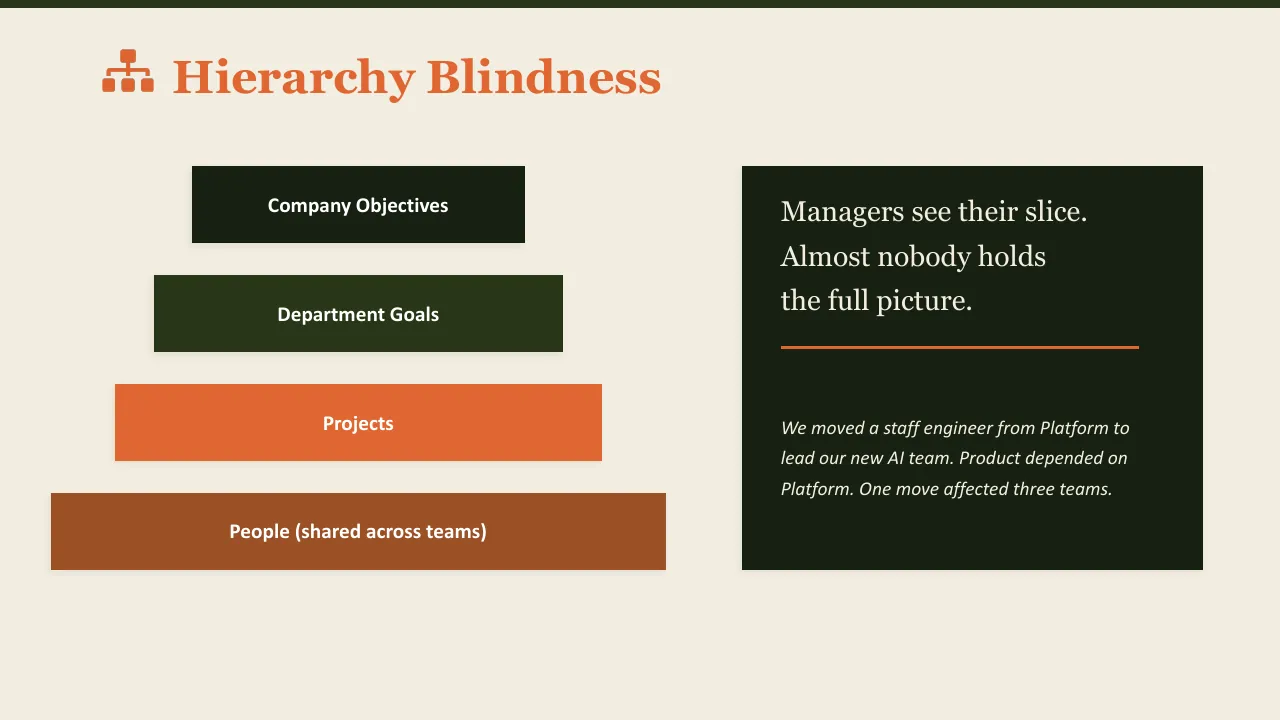 Hierarchy Blindness
Company Objectives
Department Goals
Projects
People (shared across teams)
Managers see their slice.
Almost nobody holds
the full picture.
We moved a staff engineer from Platform to
lead our new AI team. Product depended on
Platform. One move affected three teams.